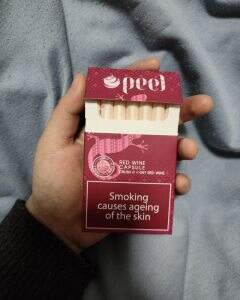 peel
RED WINE
CAPSULE
Smoking
causes ageing
of the skin